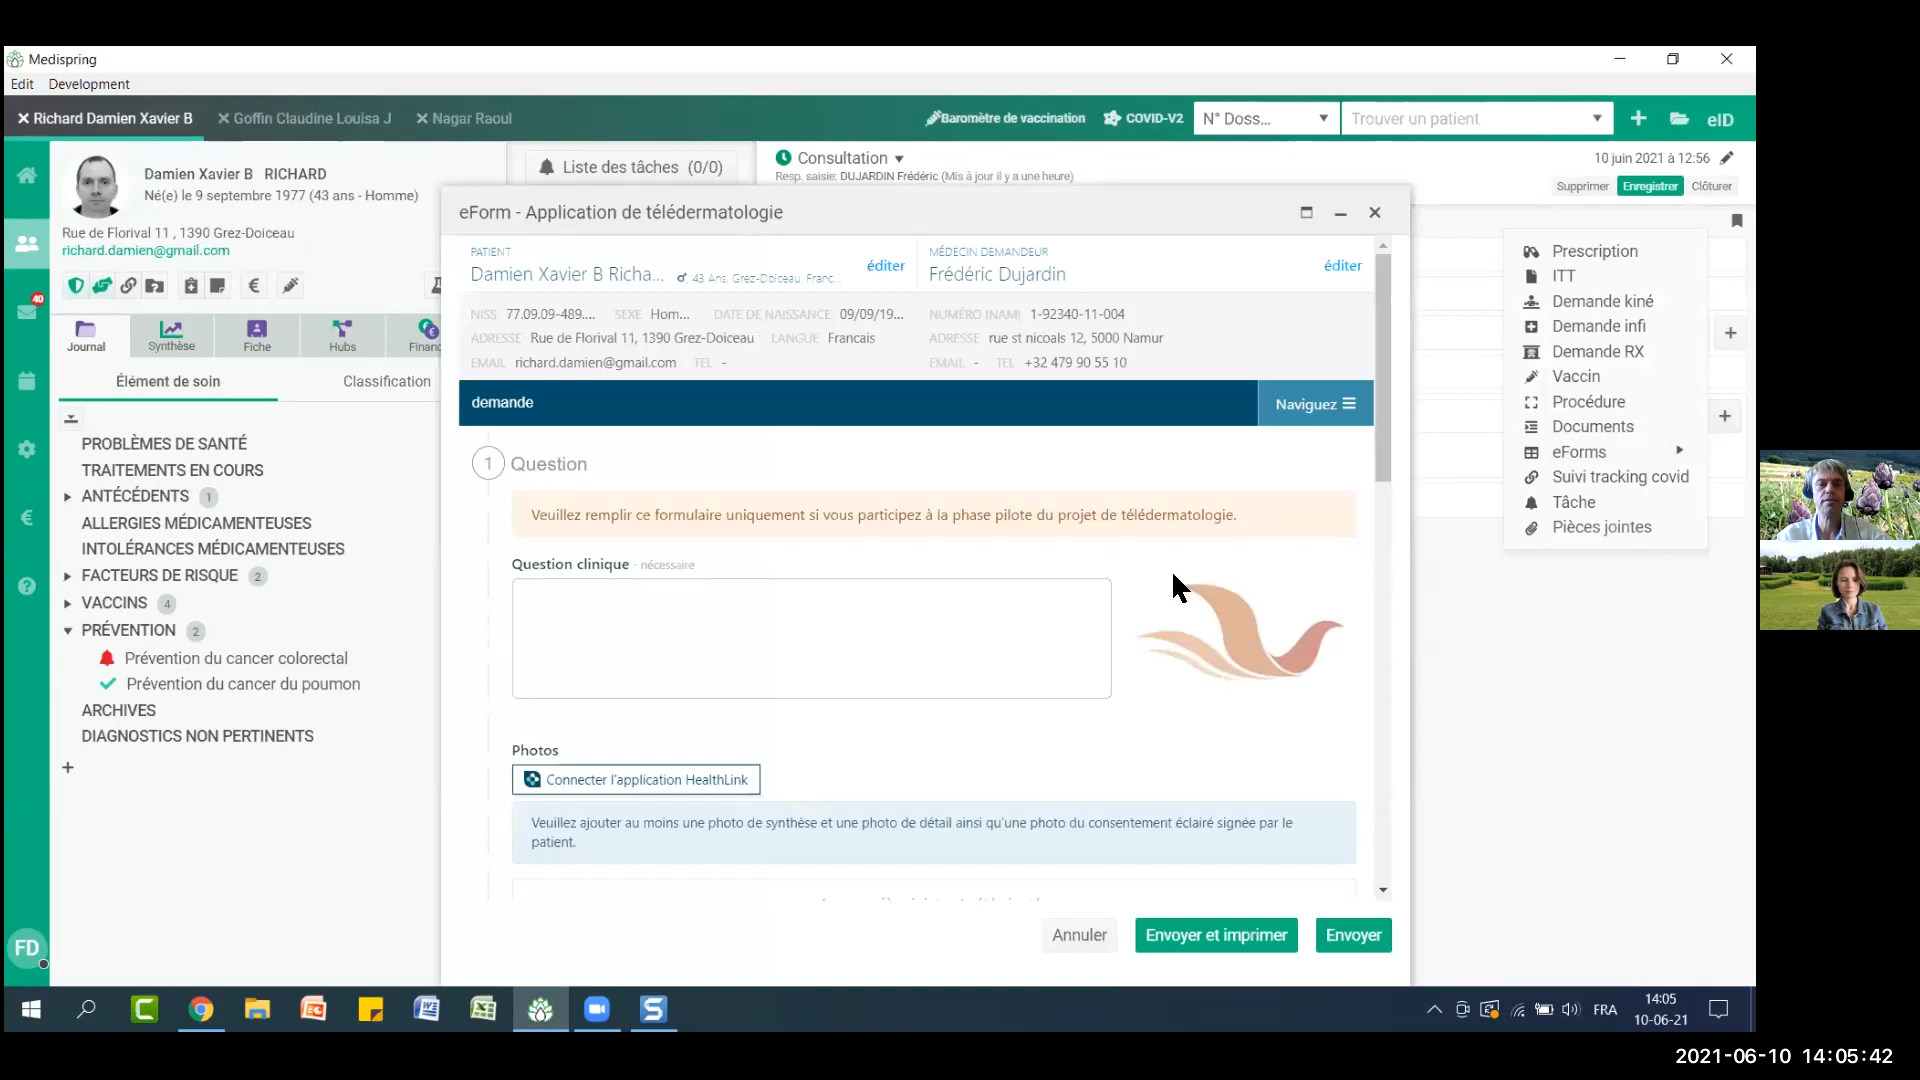 Medispring
Edit Development
Richard Damien Xavier B Goffin Claudine Louisa J Nagar Raoul
Baromètre de vaccination COVID-V2 N° Doss... Trouver un patient eID
Damien Xavier B RICHARD
Né(e) le 9 septembre 1977 (43 ans - Homme)
Rue de Florival 11 , 1390 Grez-Doiceau
richard.damien@gmail.com
40
Journal Synthèse Fiche Hubs Financ
Élément de soin Classification
PROBLÈMES DE SANTÉ
TRAITEMENTS EN COURS
ANTÉCÉDENTS 1
ALLERGIES MÉDICAMENTEUSES
INTOLÉRANCES MÉDICAMENTEUSES
FACTEURS DE RISQUE 2
VACCINS 4
PRÉVENTION 2
Prévention du cancer colorectal
Prévention du cancer du poumon
ARCHIVES
DIAGNOSTICS NON PERTINENTS
+
FD
Liste des tâches (0/0)
Consultation
Resp. saisie: DUJARDIN Frédéric (Mis à jour il y a une heure)
10 juin 2021 à 12:56
Supprimer Enregistrer Clôturer
eForm - Application de télédermatologie
PATIENT
Damien Xavier B Richa... 43 Ans, Grez-Doiceau, Franc...
éditer
MÉDECIN DEMANDEUR
Frédéric Dujardin
éditer
NISS 77.09.09-489.... SEXE Hom... DATE DE NAISSANCE 09/09/19...
ADRESSE Rue de Florival 11, 1390 Grez-Doiceau LANGUE Francais
EMAIL richard.damien@gmail.com TEL -
NUMÉRO INAMI 1-92340-11-004
ADRESSE rue st nicoals 12, 5000 Namur
EMAIL - TEL +32 479 90 55 10
demande Naviguez
1 Question
Veuillez remplir ce formulaire uniquement si vous participez à la phase pilote du projet de télédermatologie.
Question clinique - nécessaire
Photos
Connecter l'application HealthLink
Veuillez ajouter au moins une photo de synthèse et une photo de détail ainsi qu'une photo du consentement éclairé signée par le
patient.
Annuler Envoyer et imprimer Envoyer
Prescription
ITT
Demande kiné
Demande infi
Demande RX
Vaccin
Procédure
Documents
eForms
Suivi tracking covid
Tâche
Pièces jointes
FRA 14:05
10-06-21
2021-06-10 14:05:42